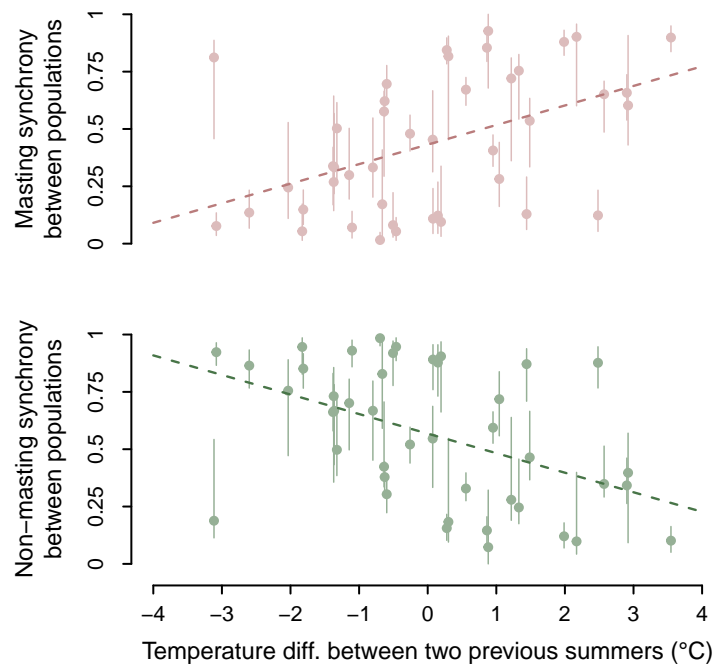 Masting synchrony
between populations
0
0.25
0.5
0.75
1
Non−masting synchrony
between populations
0
0.25
0.5
0.75
1
−4 −3 −2 −1 0 1 2 3 4
Temperature diff. between two previous summers (°C)